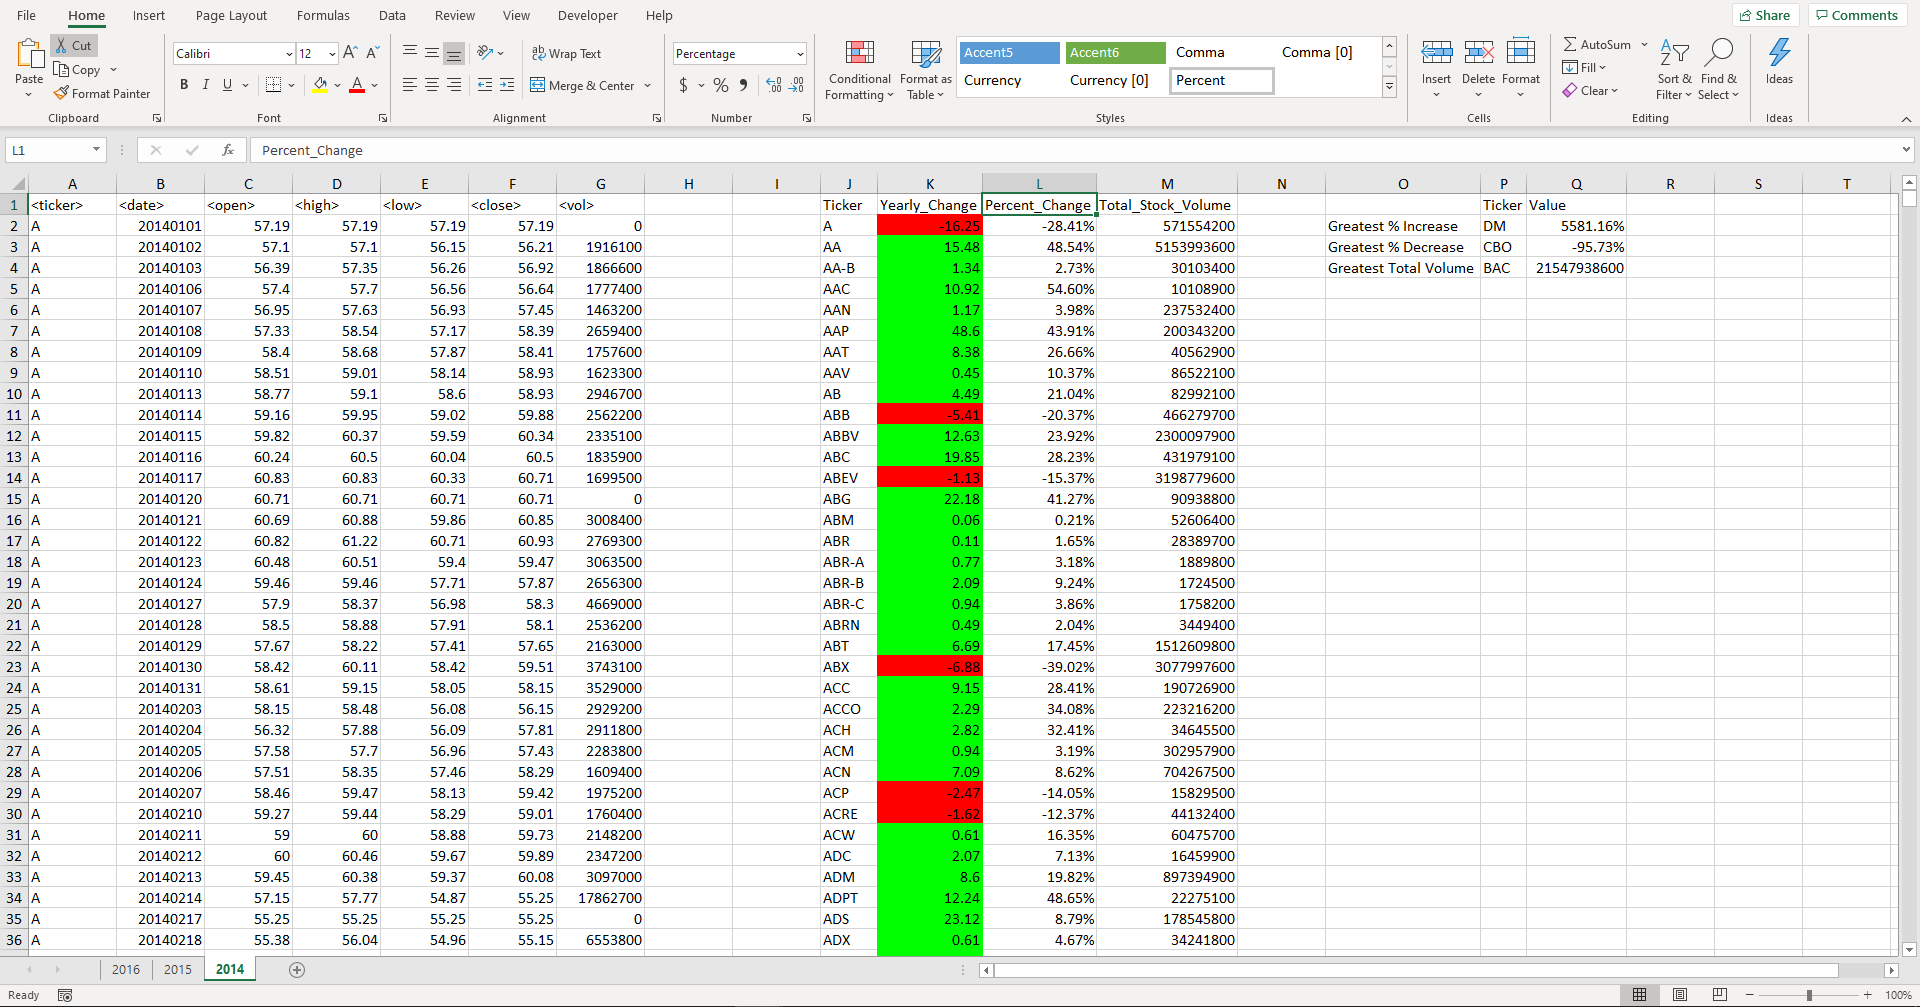 File Home Insert Page Layout Formulas Data Review View Developer Help Share Comments
Paste Cut Copy Format Painter Clipboard
Calibri 12 B I U Font
Wrap Text Merge & Center Alignment
Percentage $ % Number
Conditional Formatting Format as Table
Accent5 Accent6 Comma Comma [0]
Currency Currency [0] Percent
Styles
Insert Delete Format Cells
AutoSum Fill Clear Sort & Filter Find & Select Editing
Ideas Ideas
L1 fx Percent_Change
A B C D E F G H I J K L M N O P Q R S T
1 <ticker> <date> <open> <high> <low> <close> <vol> Ticker Yearly_Change Percent_Change Total_Stock_Volume Ticker Value
2 A 20140101 57.19 57.19 57.19 57.19 0 A -16.25 -28.41% 571554200 Greatest % Increase DM 5581.16%
3 A 20140102 57.1 57.1 56.15 56.21 1916100 AA 15.48 48.54% 5153993600 Greatest % Decrease CBO -95.73%
4 A 20140103 56.39 57.35 56.26 56.92 1866600 AA-B 1.34 2.73% 30103400 Greatest Total Volume BAC 21547938600
5 A 20140106 57.4 57.7 56.56 56.64 1777400 AAC 10.92 54.60% 10108900
6 A 20140107 56.95 57.63 56.93 57.45 1463200 AAN 1.17 3.98% 237532400
7 A 20140108 57.33 58.54 57.17 58.39 2659400 AAP 48.6 43.91% 200343200
8 A 20140109 58.4 58.68 57.87 58.41 1757600 AAT 8.38 26.66% 40562900
9 A 20140110 58.51 59.01 58.14 58.93 1623300 AAV 0.45 10.37% 86522100
10 A 20140113 58.77 59.1 58.6 58.93 2946700 AB 4.49 21.04% 82992100
11 A 20140114 59.16 59.95 59.02 59.88 2562200 ABB -5.41 -20.37% 466279700
12 A 20140115 59.82 60.37 59.59 60.34 2335100 ABBV 12.63 23.92% 2300097900
13 A 20140116 60.24 60.5 60.04 60.5 1835900 ABC 19.85 28.23% 431979100
14 A 20140117 60.83 60.83 60.33 60.71 1699500 ABEV -1.13 -15.37% 3198779600
15 A 20140120 60.71 60.71 60.71 60.71 0 ABG 22.18 41.27% 90938800
16 A 20140121 60.69 60.88 59.86 60.85 3008400 ABM 0.06 0.21% 52606400
17 A 20140122 60.82 61.22 60.71 60.93 2769300 ABR 0.11 1.65% 28389700
18 A 20140123 60.48 60.51 59.4 59.47 3063500 ABR-A 0.77 3.18% 1889800
19 A 20140124 59.46 59.46 57.71 57.87 2656300 ABR-B 2.09 9.24% 1724500
20 A 20140127 57.9 58.37 56.98 58.3 4669000 ABR-C 0.94 3.86% 1758200
21 A 20140128 58.5 58.88 57.91 58.1 2536200 ABRN 0.49 2.04% 3449400
22 A 20140129 57.67 58.22 57.41 57.65 2163000 ABT 6.69 17.45% 1512609800
23 A 20140130 58.42 60.11 58.42 59.51 3743100 ABX -6.88 -39.02% 3077997600
24 A 20140131 58.61 59.15 58.05 58.15 3529000 ACC 9.15 28.41% 190726900
25 A 20140203 58.15 58.48 56.08 56.15 2929200 ACCO 2.29 34.08% 223216200
26 A 20140204 56.32 57.88 56.09 57.81 2911800 ACH 2.82 32.41% 34645500
27 A 20140205 57.58 57.7 56.96 57.43 2283800 ACM 0.94 3.19% 302957900
28 A 20140206 57.51 58.35 57.46 58.29 1609400 ACN 7.09 8.62% 704267500
29 A 20140207 58.46 59.47 58.13 59.42 1975200 ACP -2.47 -14.05% 15829500
30 A 20140210 59.27 59.44 58.29 59.01 1760400 ACRE -1.62 -12.37% 44132400
31 A 20140211 59 60 58.88 59.73 2148200 ACW 0.61 16.35% 60475700
32 A 20140212 60 60.46 59.67 59.89 2347200 ADC 2.07 7.13% 16459900
33 A 20140213 59.45 60.38 59.37 60.08 3097000 ADM 8.6 19.82% 897394900
34 A 20140214 57.15 57.77 54.87 55.25 17862700 ADPT 12.24 48.65% 22275100
35 A 20140217 55.25 55.25 55.25 55.25 0 ADS 23.12 8.79% 178545800
36 A 20140218 55.38 56.04 54.96 55.15 6553800 ADX 0.61 4.67% 34241800
2016 2015 2014
Ready 100%